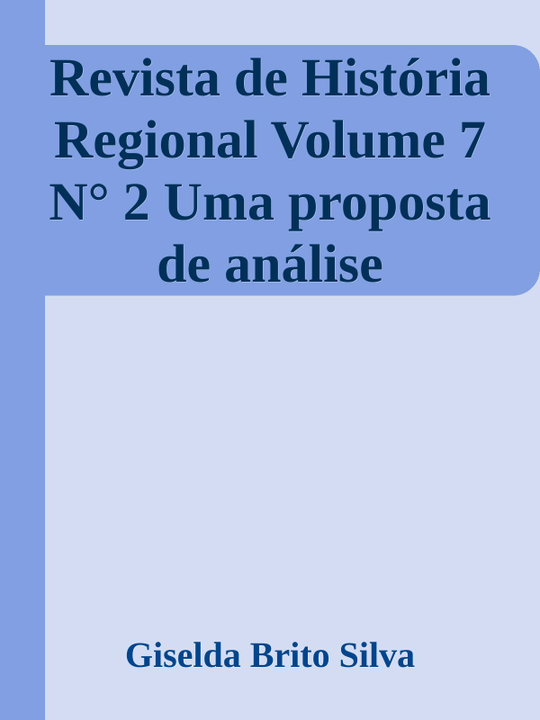 Revista de História
Regional Volume 7
N° 2 Uma proposta
de análise
Giselda Brito Silva